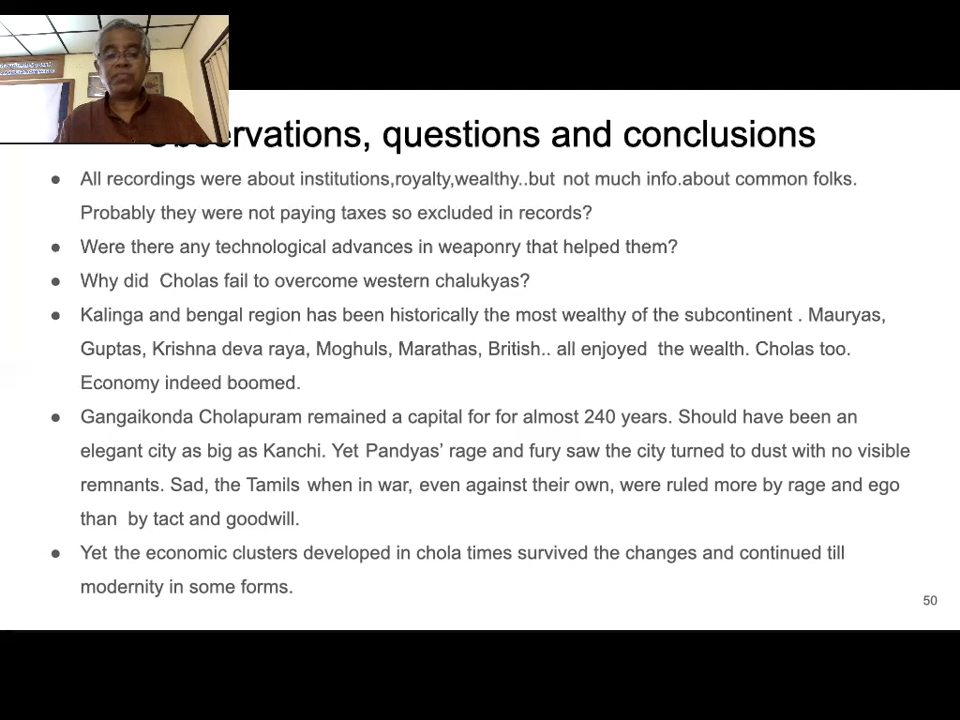 Observations, questions and conclusions
● All recordings were about institutions,royalty,wealthy..but not much info.about common folks.
Probably they were not paying taxes so excluded in records?
● Were there any technological advances in weaponry that helped them?
● Why did Cholas fail to overcome western chalukyas?
● Kalinga and bengal region has been historically the most wealthy of the subcontinent . Mauryas,
Guptas, Krishna deva raya, Moghuls, Marathas, British.. all enjoyed the wealth. Cholas too.
Economy indeed boomed.
● Gangaikonda Cholapuram remained a capital for for almost 240 years. Should have been an
elegant city as big as Kanchi. Yet Pandyas’ rage and fury saw the city turned to dust with no visible
remnants. Sad, the Tamils when in war, even against their own, were ruled more by rage and ego
than by tact and goodwill.
● Yet the economic clusters developed in chola times survived the changes and continued till
modernity in some forms.
50